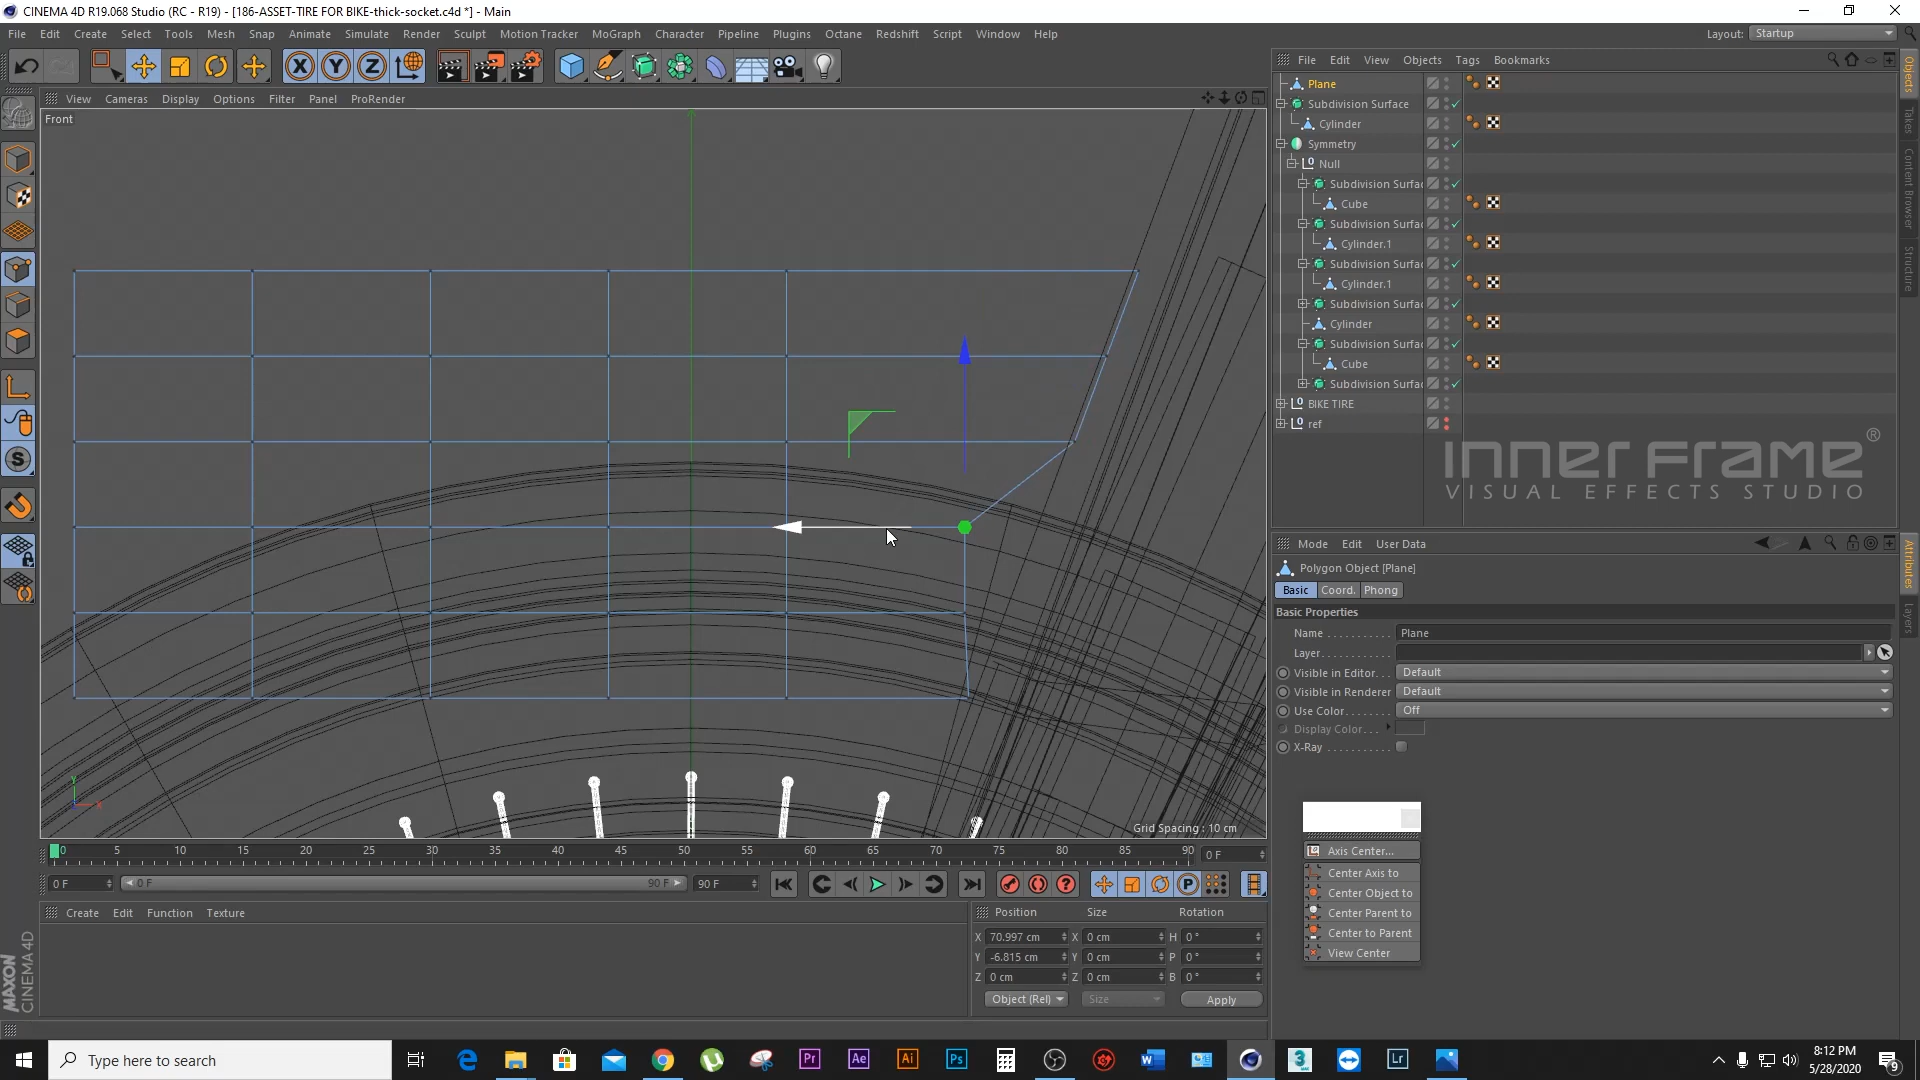 CINEMA 4D R19.068 Studio (RC - R19) - [186-ASSET-TIRE FOR BIKE-thick-socket.c4d *] - Main
File Edit Create Select Tools Mesh Snap Animate Simulate Render Sculpt Motion Tracker MoGraph Character Pipeline Plugins Octane Redshift Script Window Help
Layout: Startup
View Cameras Display Options Filter Panel ProRender
Front
Grid Spacing : 10 cm
Y
X
File Edit View Objects Tags Bookmarks
Plane
Subdivision Surface
Cylinder
Symmetry
Null
Subdivision Surfac
Cube
Subdivision Surfac
Cylinder.1
Subdivision Surfac
Cylinder.1
Subdivision Surfac
Cylinder
Subdivision Surfac
Cube
Subdivision Surfac
BIKE TIRE
ref
INNER FRAME ®
VISUAL EFFECTS STUDIO
Objects
Takes
Content Browser
Structure
Attributes
Layers
Mode Edit User Data
Polygon Object [Plane]
Basic Coord. Phong
Basic Properties
Name . . . . . . . . . . . Plane
Layer. . . . . . . . . . . .
Visible in Editor. . . Default
Visible in Renderer Default
Use Color. . . . . . . . Off
Display Color. . .
X-Ray . . . . . . . . . . .
Axis Center...
Center Axis to
Center Object to
Center Parent to
Center to Parent
View Center
0 5 10 15 20 25 30 35 40 45 50 55 60 65 70 75 80 85 90 0 F
0 F 0 F 90 F 90 F
Create Edit Function Texture
Position Size Rotation
X 70.997 cm X 0 cm H 0 °
Y -6.815 cm Y 0 cm P 0 °
Z 0 cm Z 0 cm B 0 °
Object (Rel) Size Apply
MAXON
CINEMA 4D
Type here to search
8:12 PM
5/28/2020
9